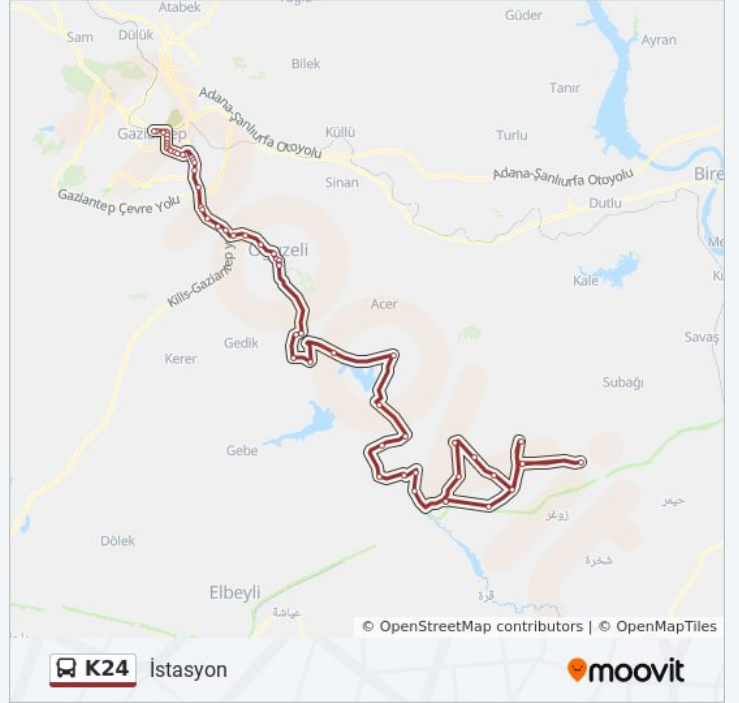 Atabek
Güder
Sam
Dülük
Ayran
Bilek
Tanır
Adana-Şanlıurfa Otoyolu
Gaziantep
Küllü
Turlu
Adana-Şanlıurfa Otoyolu
Bire
Sinan
Gaziantep Çevre Yolu
Dutlu
Me
Oğuzeli
Kale
Kilis-Gaziantep y
Acer
Savaş
Gedik
Kerer
Subağı
Gebe
حيمر
زوغر
Dölek
شخرة
Elbeyli
قرة
عياشة
© OpenStreetMap contributors | © OpenMapTiles
K24 İstasyon
moovit